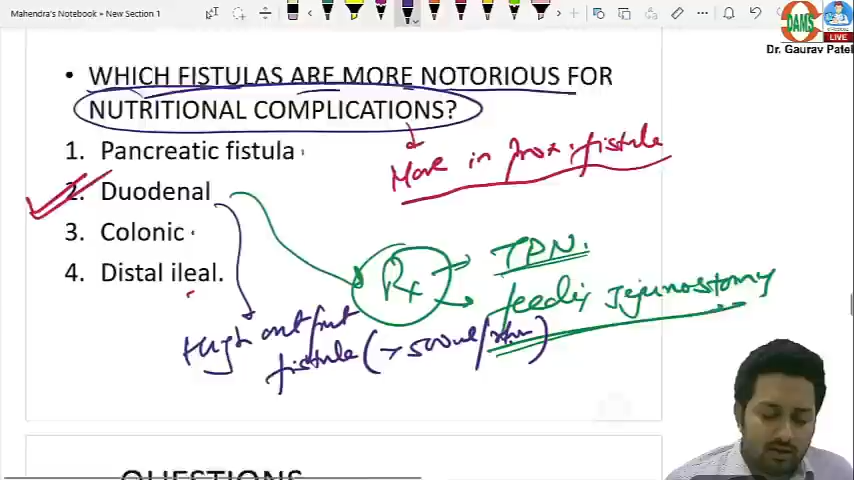 Mahendra's Notebook » New Section 1
DAMS
LIVE
Dr. Gaurav Patel
• WHICH FISTULAS ARE MORE NOTORIOUS FOR
NUTRITIONAL COMPLICATIONS?
1. Pancreatic fistula
More in prox. fistula
2. Duodenal
3. Colonic
4. Distal ileal.
Rx
TPN.
feeding Jejunostomy
High output
fistula (>500ml/
QUESTIONS